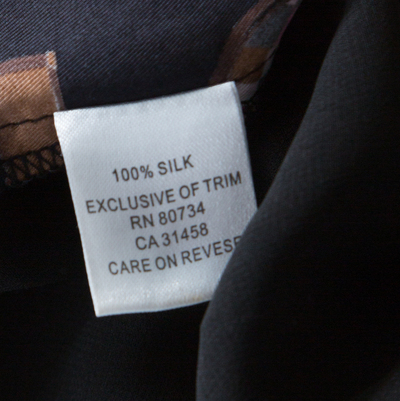 100% SILK
EXCLUSIVE OF TRIM
RN 80734
CA 31458
CARE ON REVESE